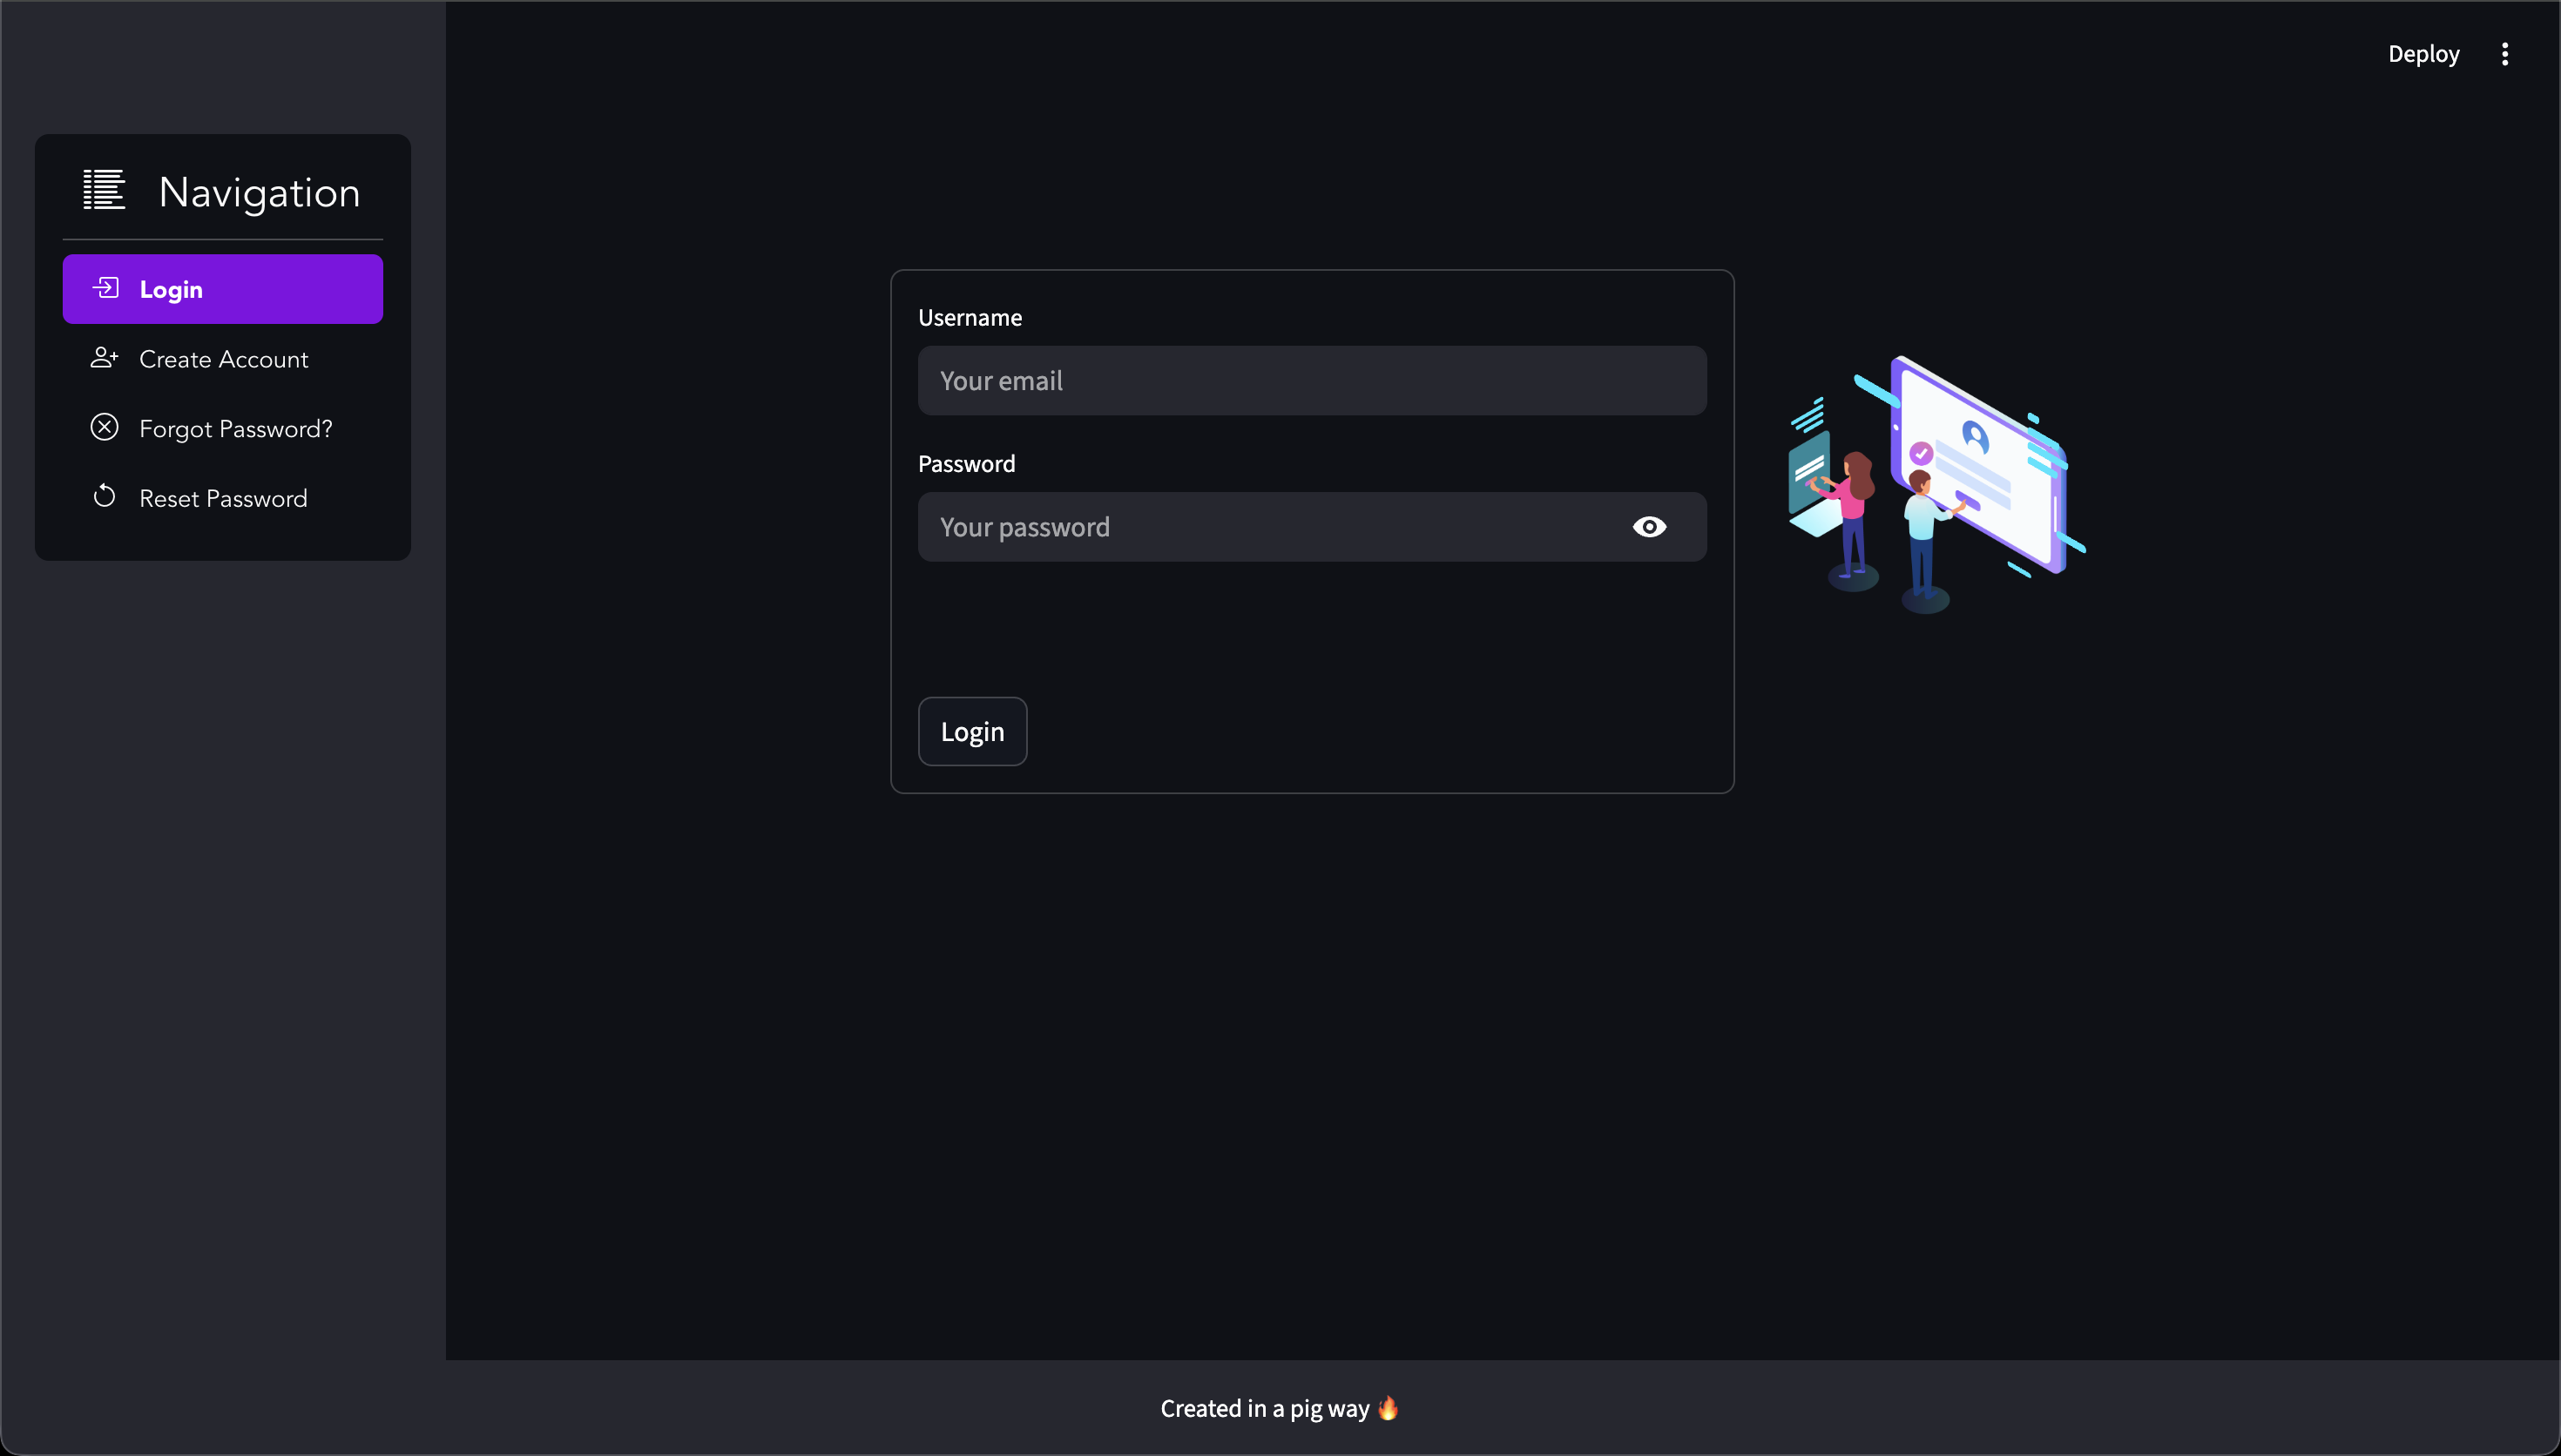 Deploy
Navigation
Login
Create Account
Forgot Password?
Reset Password
Username
Your email
Password
Your password
Login
Created in a pig way 🔥